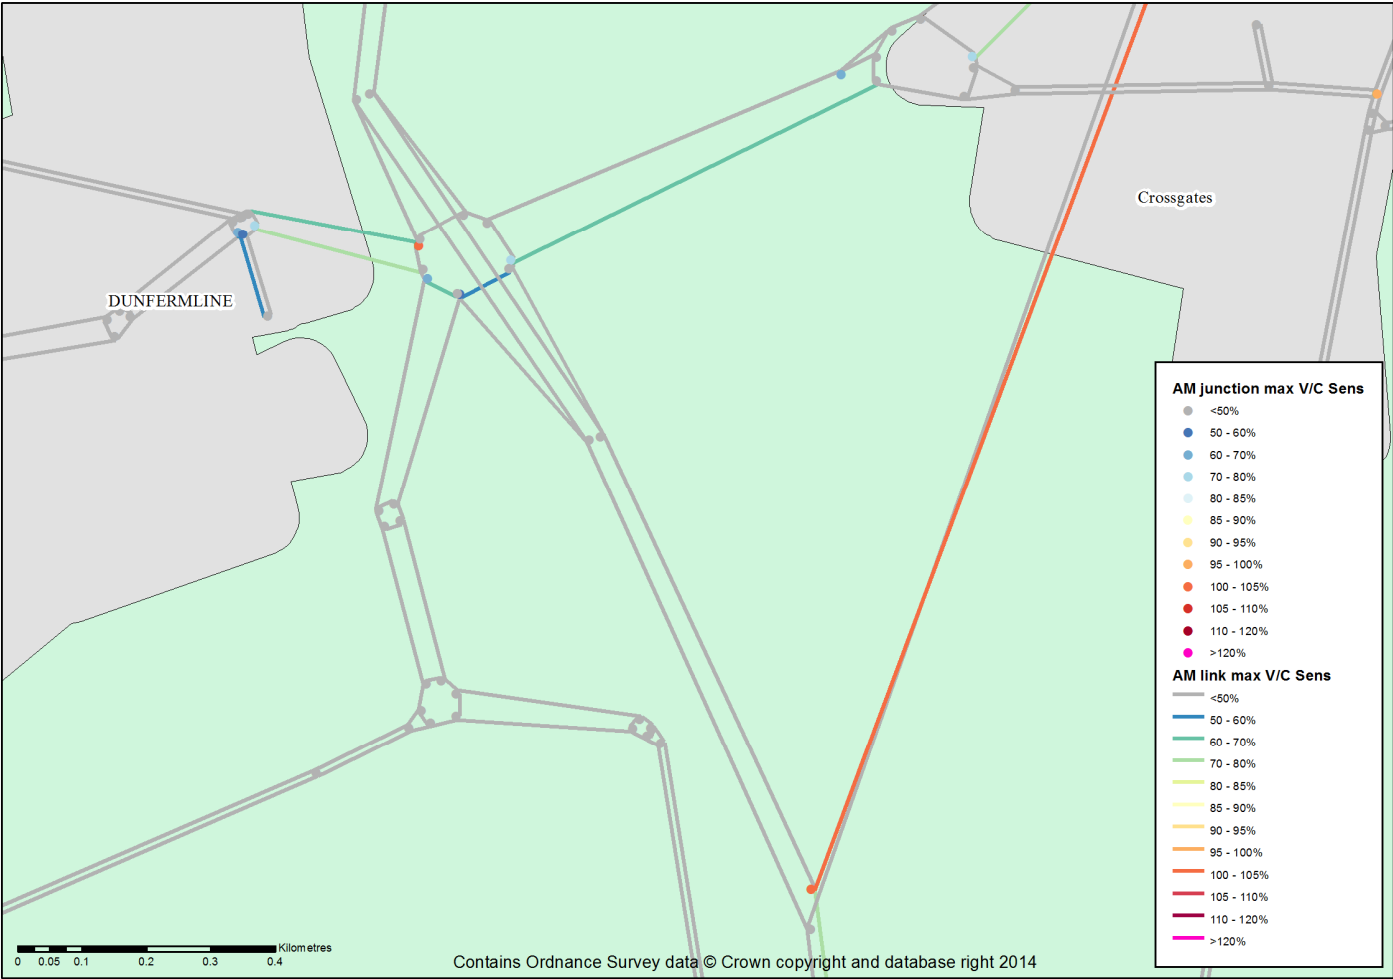 Crossgates
DUNFERMLINE
AM junction max V/C Sens
<50%
50 - 60%
60 - 70%
70 - 80%
80 - 85%
85 - 90%
90 - 95%
95 - 100%
100 - 105%
105 - 110%
110 - 120%
>120%
AM link max V/C Sens
<50%
50 - 60%
60 - 70%
70 - 80%
80 - 85%
85 - 90%
90 - 95%
95 - 100%
100 - 105%
105 - 110%
110 - 120%
>120%
Kilometres
0 0.05 0.1 0.2 0.3 0.4
Contains Ordnance Survey data © Crown copyright and database right 2014